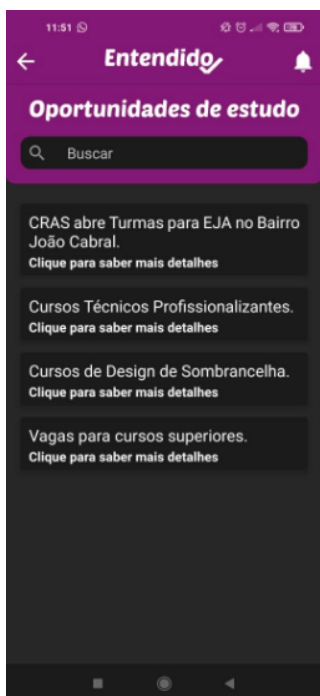 11:51
Entendido
Oportunidades de estudo
Buscar
CRAS abre Turmas para EJA no Bairro
João Cabral.
Clique para saber mais detalhes
Cursos Técnicos Profissionalizantes.
Clique para saber mais detalhes
Cursos de Design de Sombrancelha.
Clique para saber mais detalhes
Vagas para cursos superiores.
Clique para saber mais detalhes